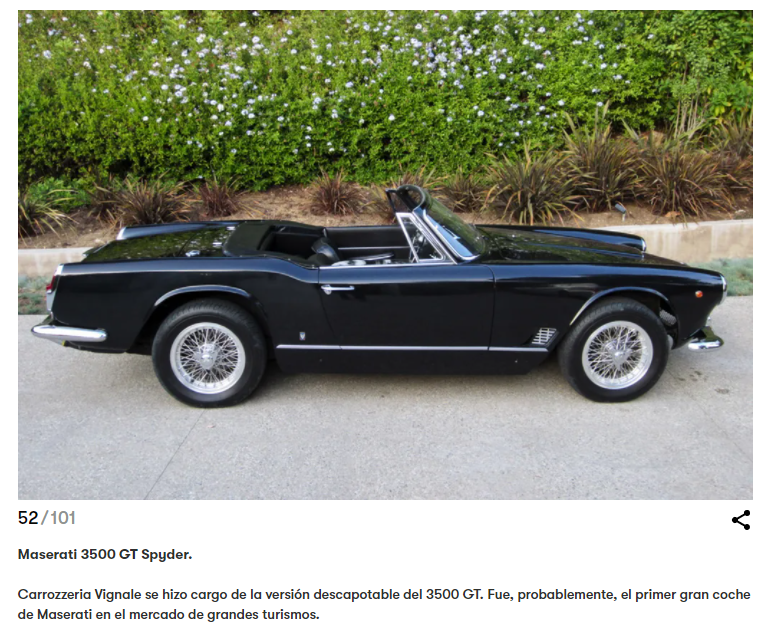 52/101
Maserati 3500 GT Spyder.
Carrozzeria Vignale se hizo cargo de la versión descapotable del 3500 GT. Fue, probablemente, el primer gran coche
de Maserati en el mercado de grandes turismos.